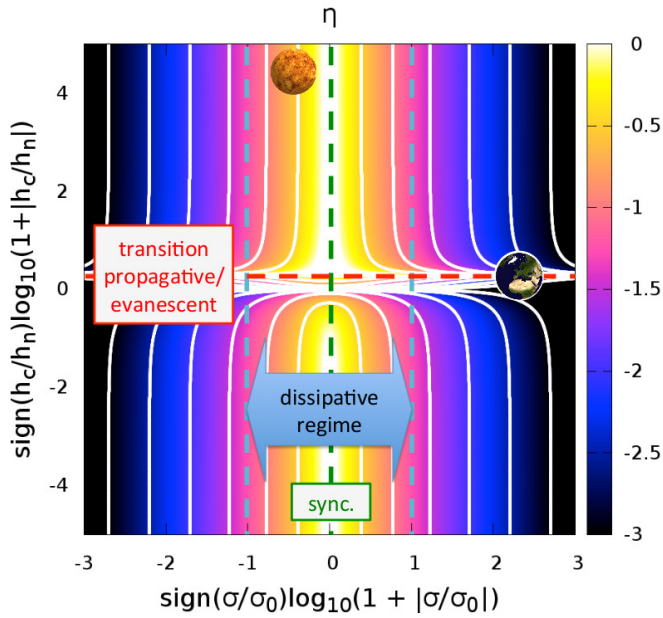 η
sign(h_c/h_n)log_10(1+|h_c/h_n|)
4
2
0
-2
-4
transition
propagative/
evanescent
dissipative
regime
sync.
-3
-2
-1
0
1
2
3
sign(σ/σ_0)log_10(1 + |σ/σ_0|)
0
-0.5
-1
-1.5
-2
-2.5
-3